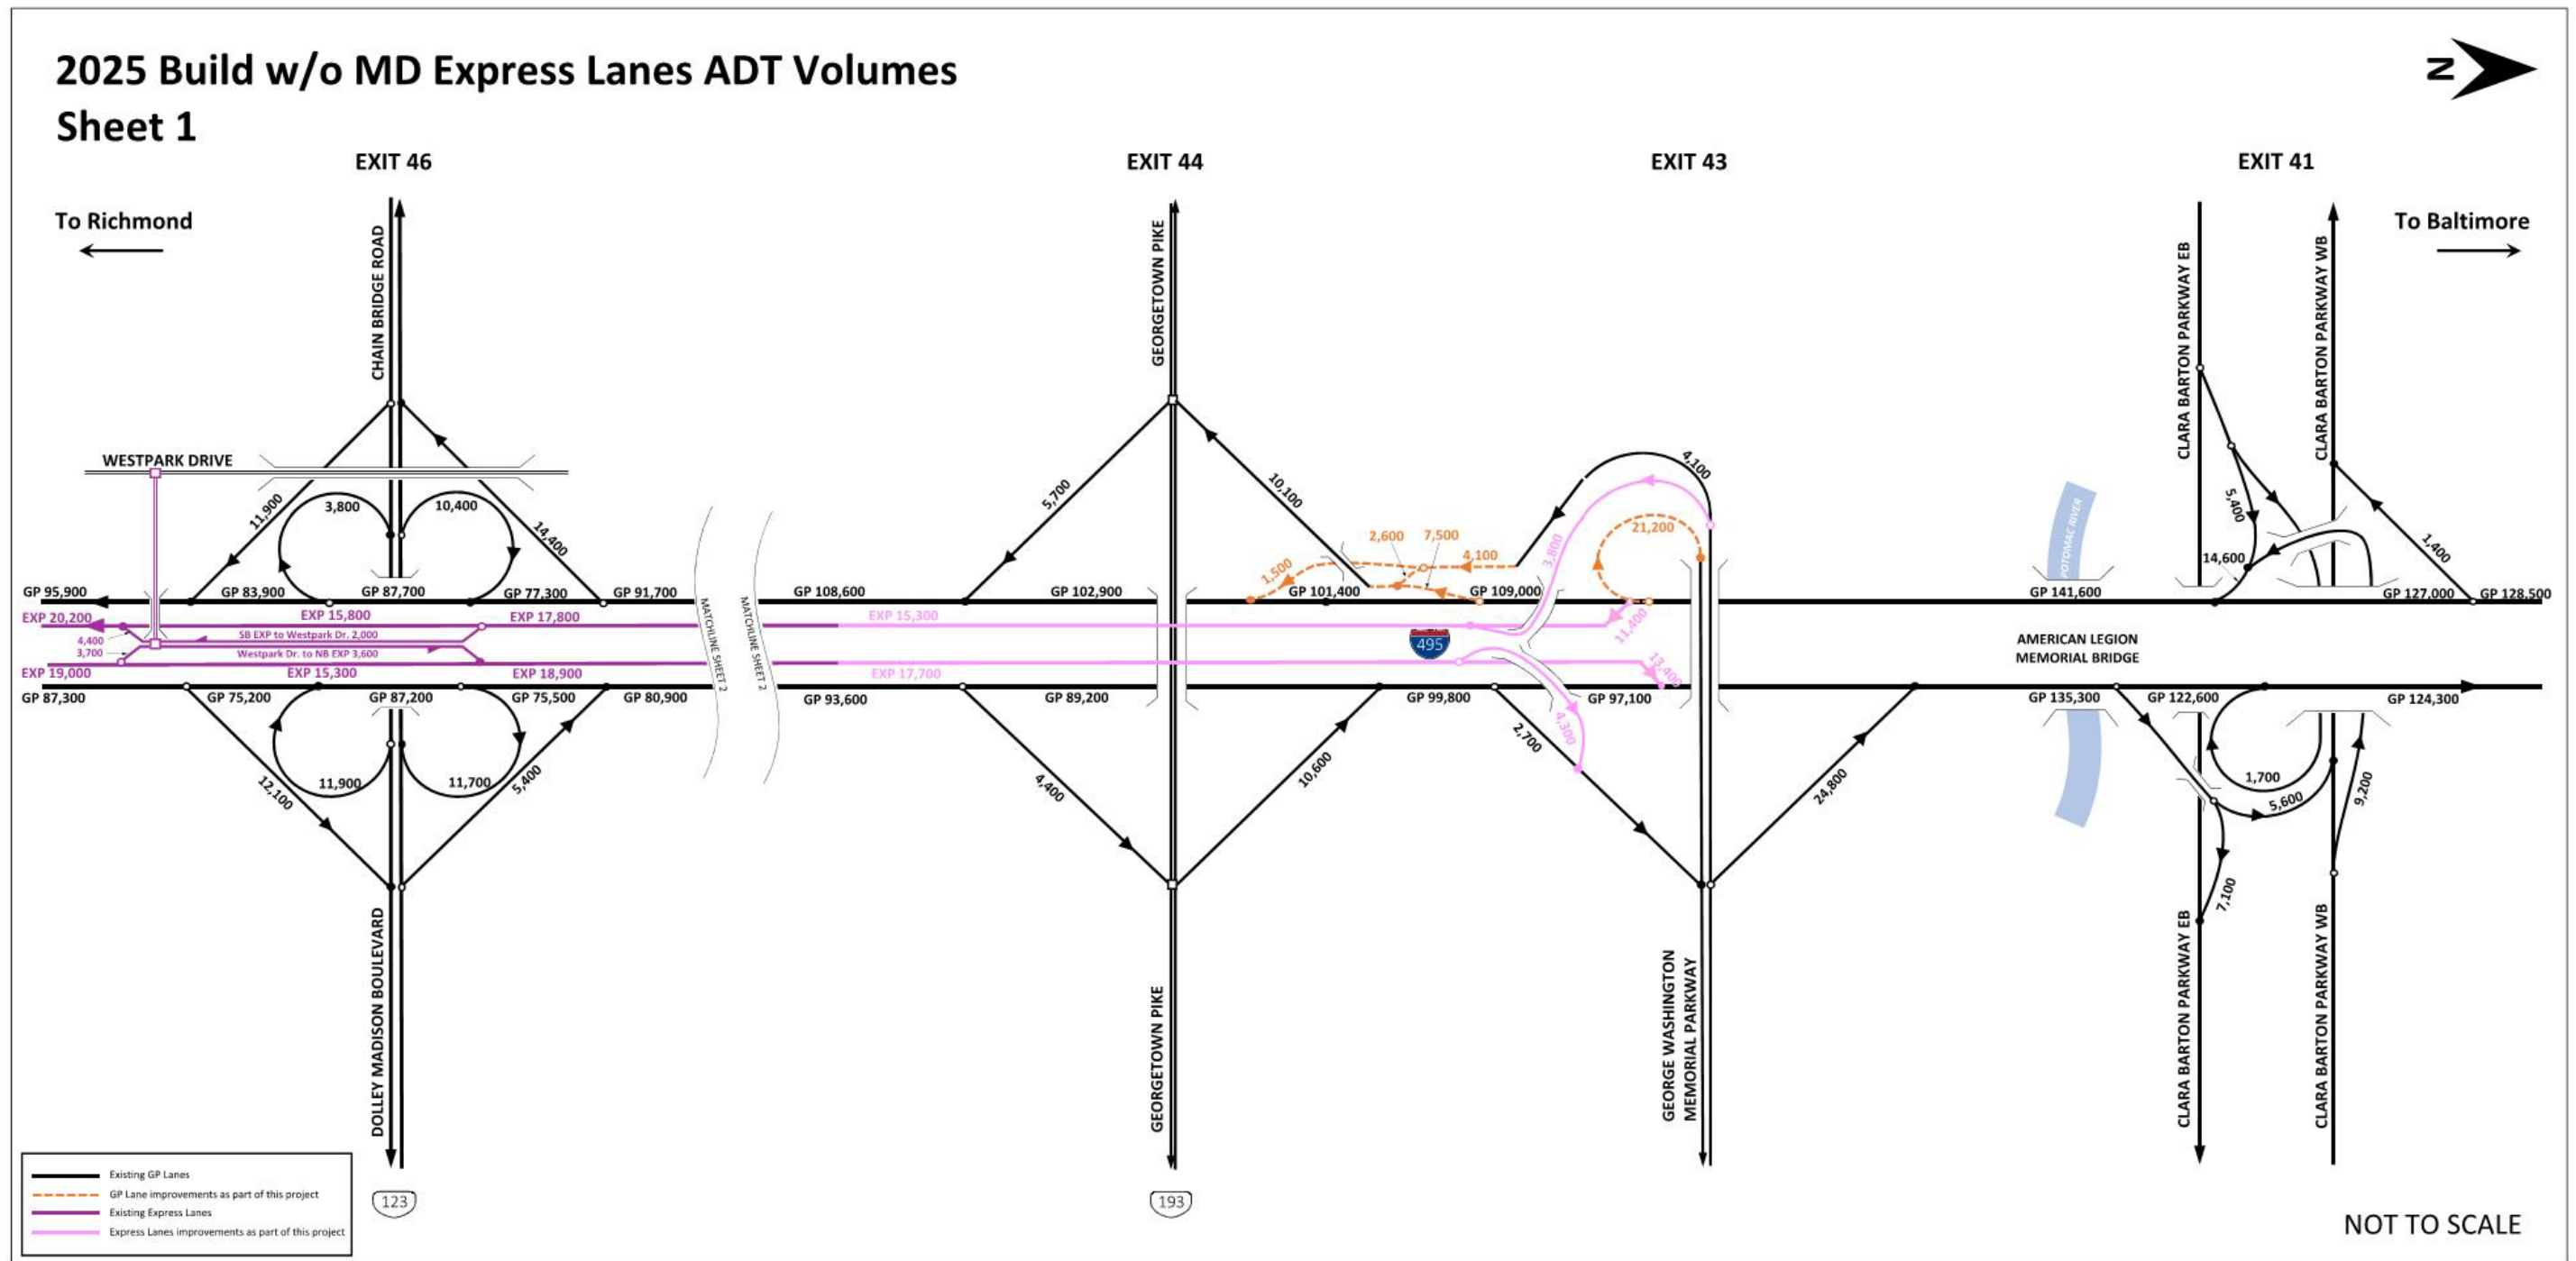 2025 Build w/o MD Express Lanes ADT Volumes
Sheet 1
N
EXIT 46
EXIT 44
EXIT 43
EXIT 41
To Richmond
To Baltimore
CHAIN BRIDGE ROAD
GEORGETOWN PIKE
CLARA BARTON PARKWAY EB
CLARA BARTON PARKWAY WB
WESTPARK DRIVE
11,900
3,800
10,400
14,400
5,700
10,100
2,600
7,500
4,100
1,500
3,800
4,100
21,200
POTOMAC RIVER
5,400
14,600
1,400
GP 95,900
GP 83,900
GP 87,700
GP 77,300
GP 91,700
GP 108,600
GP 102,900
GP 101,400
GP 109,000
GP 141,600
GP 127,000
GP 128,500
EXP 20,200
EXP 15,800
EXP 17,800
EXP 15,300
11,400
4,400
SB EXP to Westpark Dr. 2,000
3,700
Westpark Dr. to NB EXP 3,600
MATCHLINE SHEET 2
MATCHLINE SHEET 2
495
AMERICAN LEGION
MEMORIAL BRIDGE
EXP 19,000
EXP 15,300
EXP 18,900
EXP 17,700
13,400
GP 87,300
GP 75,200
GP 87,200
GP 75,500
GP 80,900
GP 93,600
GP 89,200
GP 99,800
GP 97,100
GP 135,300
GP 122,600
GP 124,300
12,100
11,900
11,700
5,400
4,400
10,600
2,700
4,300
24,800
1,700
5,600
9,200
7,100
DOLLEY MADISON BOULEVARD
GEORGETOWN PIKE
GEORGE WASHINGTON
MEMORIAL PARKWAY
CLARA BARTON PARKWAY EB
CLARA BARTON PARKWAY WB
Existing GP Lanes
GP Lane improvements as part of this project
Existing Express Lanes
Express Lanes improvements as part of this project
123
193
NOT TO SCALE